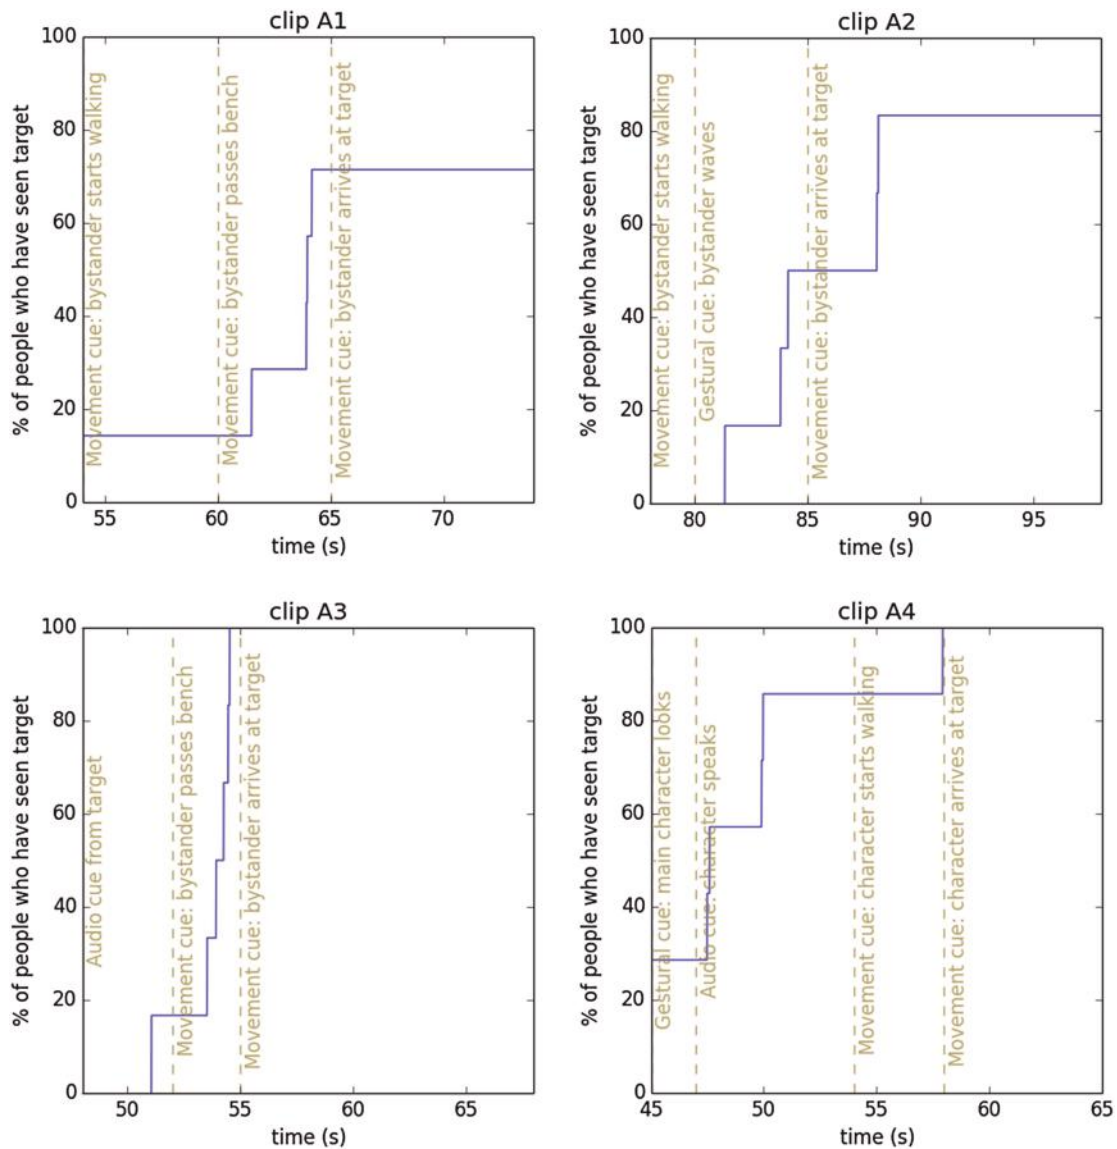 clip A1
% of people who have seen target
100
80
60
40
20
0
Movement cue: bystander starts walking
Movement cue: bystander passes bench
Movement cue: bystander arrives at target
55 60 65 70
time (s)
clip A2
% of people who have seen target
100
80
60
40
20
0
Movement cue: bystander starts walking
Gestural cue: bystander waves
Movement cue: bystander arrives at target
80 85 90 95
time (s)
clip A3
% of people who have seen target
100
80
60
40
20
0
Audio cue from target
Movement cue: bystander passes bench
Movement cue: bystander arrives at target
50 55 60 65
time (s)
clip A4
% of people who have seen target
100
80
60
40
20
0
Gestural cue: main character looks
Audio cue: character speaks
Movement cue: character starts walking
Movement cue: character arrives at target
45 50 55 60 65
time (s)